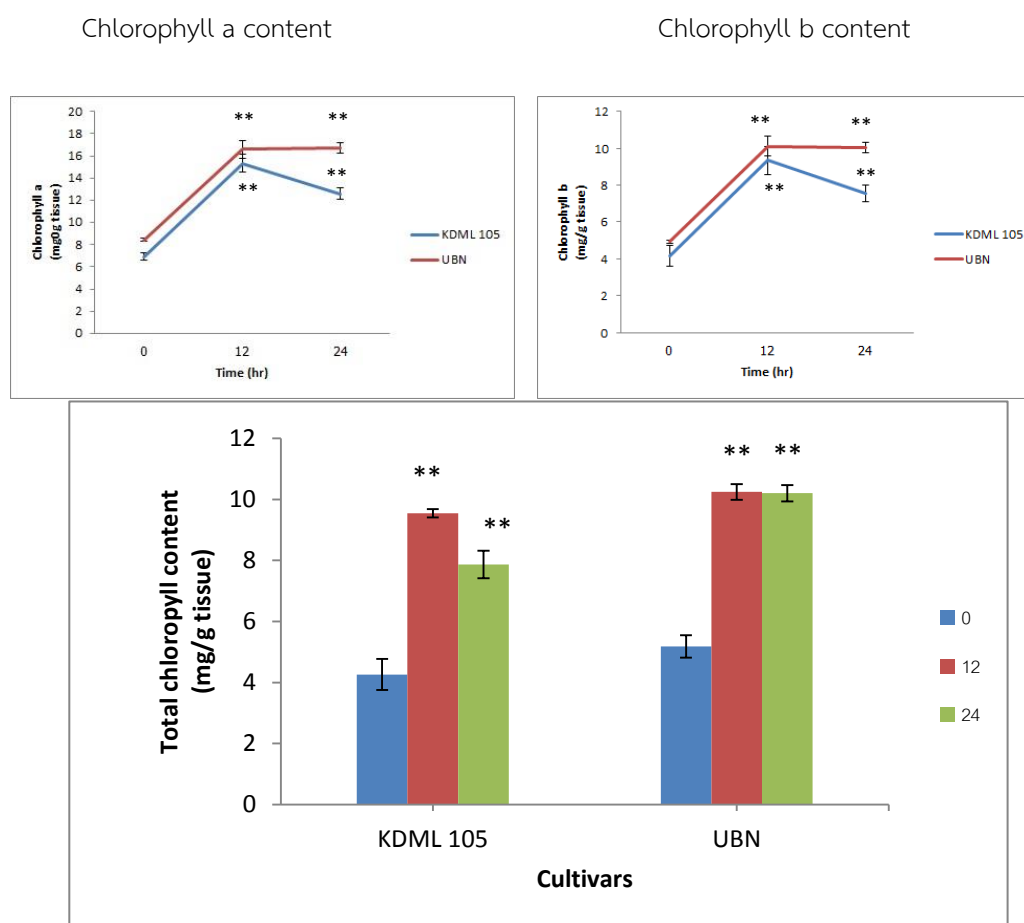 Chlorophyll a content
Chlorophyll b content
Chlorophyll a
(mg0g tissue)
20
18
16
14
12
10
8
6
4
2
0
** **
** **
0 12 24
Time (hr)
KDML 105
UBN
Chlorophyll b
(mg/g tissue)
12
10
8
6
4
2
0
** **
** **
0 12 24
Time (hr)
KDML 105
UBN
Total chloropyll content
(mg/g tissue)
12
10
8
6
4
2
0
** ** ** **
KDML 105 UBN
Cultivars
0
12
24